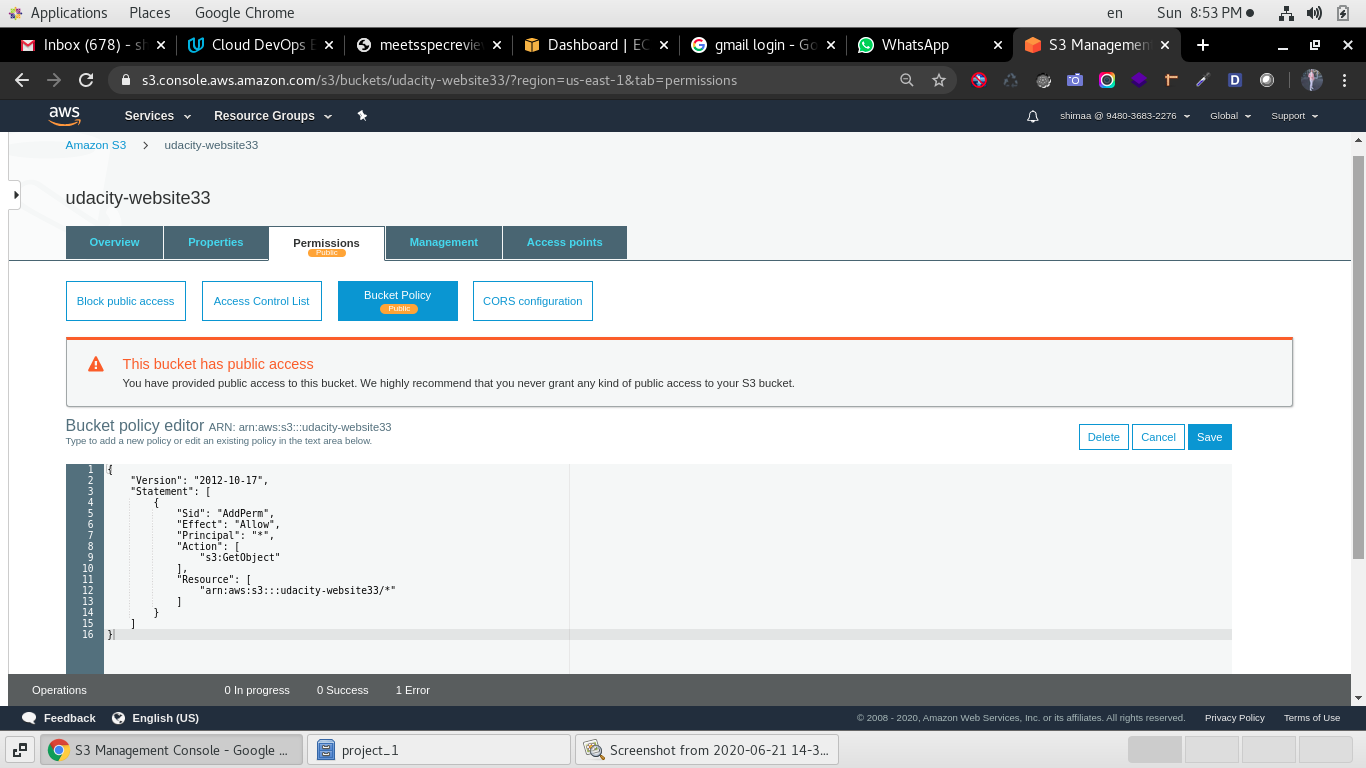 Applications Places Google Chrome en Sun 8:53 PM
Inbox (678) - sh Cloud DevOps E meetsspecreview Dashboard | EC gmail login - Go WhatsApp S3 Management
s3.console.aws.amazon.com/s3/buckets/udacity-website33/?region=us-east-1&tab=permissions
aws Services Resource Groups shimaa @ 9480-3683-2276 Global Support
Amazon S3 udacity-website33
udacity-website33
Overview Properties Permissions Management Access points
Public
Block public access Access Control List Bucket Policy CORS configuration
Public
This bucket has public access
You have provided public access to this bucket. We highly recommend that you never grant any kind of public access to your S3 bucket.
Bucket policy editor ARN: arn:aws:s3:::udacity-website33
Type to add a new policy or edit an existing policy in the text area below.
Delete Cancel Save
1 {
2 "Version": "2012-10-17",
3 "Statement": [
4 {
5 "Sid": "AddPerm",
6 "Effect": "Allow",
7 "Principal": "*",
8 "Action": [
9 "s3:GetObject"
10 ],
11 "Resource": [
12 "arn:aws:s3:::udacity-website33/*"
13 ]
14 }
15 ]
16 }
Operations 0 In progress 0 Success 1 Error
Feedback English (US) © 2008 - 2020, Amazon Web Services, Inc. or its affiliates. All rights reserved. Privacy Policy Terms of Use
S3 Management Console - Google ... project_1 Screenshot from 2020-06-21 14-3...